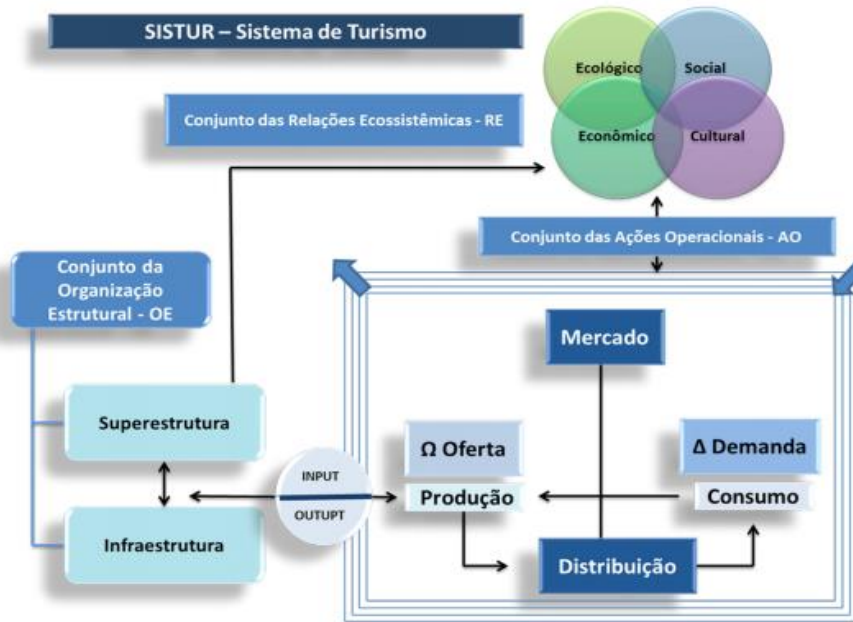 SISTUR – Sistema de Turismo
Ecológico
Social
Econômico
Cultural
Conjunto das Relações Ecossistêmicas - RE
Conjunto das Ações Operacionais - AO
Conjunto da
Organização
Estrutural - OE
Superestrutura
Infraestrutura
INPUT
OUTUPT
Mercado
Ω Oferta
Produção
Δ Demanda
Consumo
Distribuição